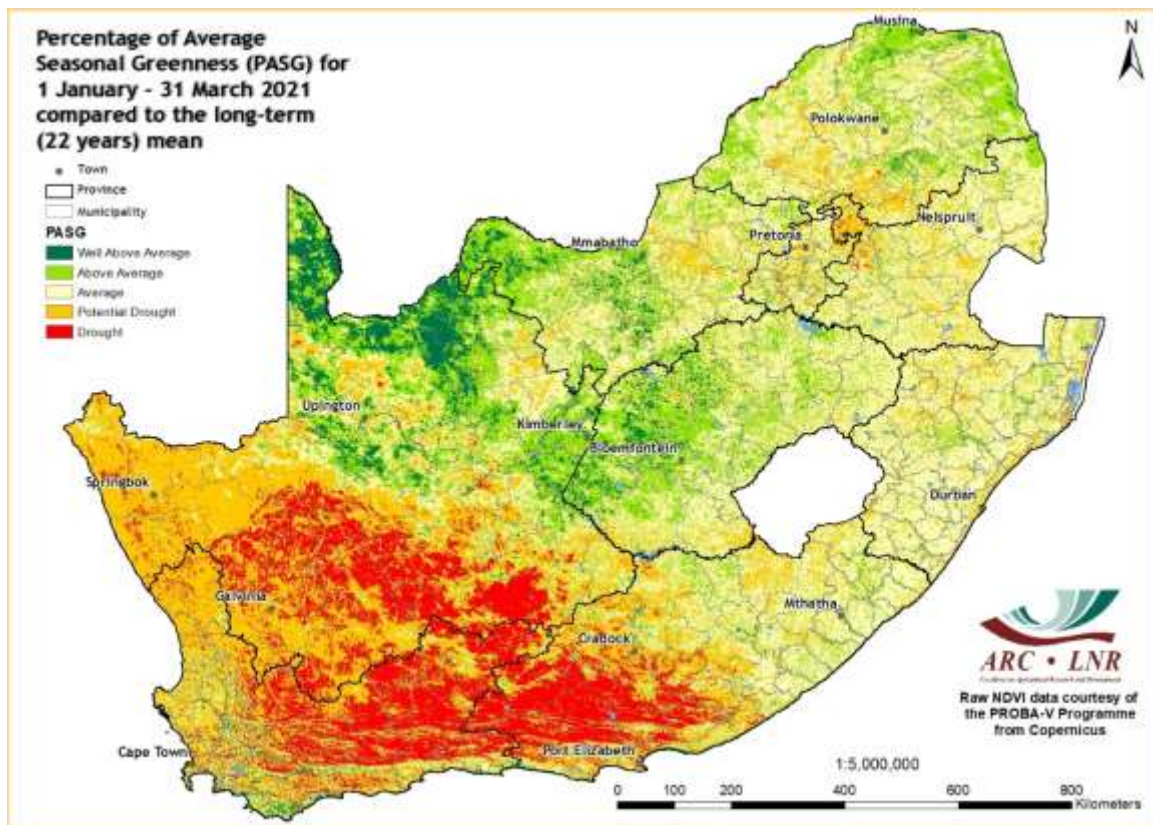 Percentage of Average
Seasonal Greenness (PASG) for
1 January - 31 March 2021
compared to the long-term
(22 years) mean
Town
Province
Municipality
PASG
Well Above Average
Above Average
Average
Potential Drought
Drought
N
Musina
Polokwane
Nelspruit
Pretoria
Mmabatho
Upington
Kimberley
Bloemfontein
Springbok
Durban
Calvinia
Mthatha
Cradock
Cape Town
Port Elizabeth
ARC • LNR
Raw NDVI data courtesy of
the PROBA-V Programme
from Copernicus
1:5,000,000
0 100 200 400 600 800
Kilometers